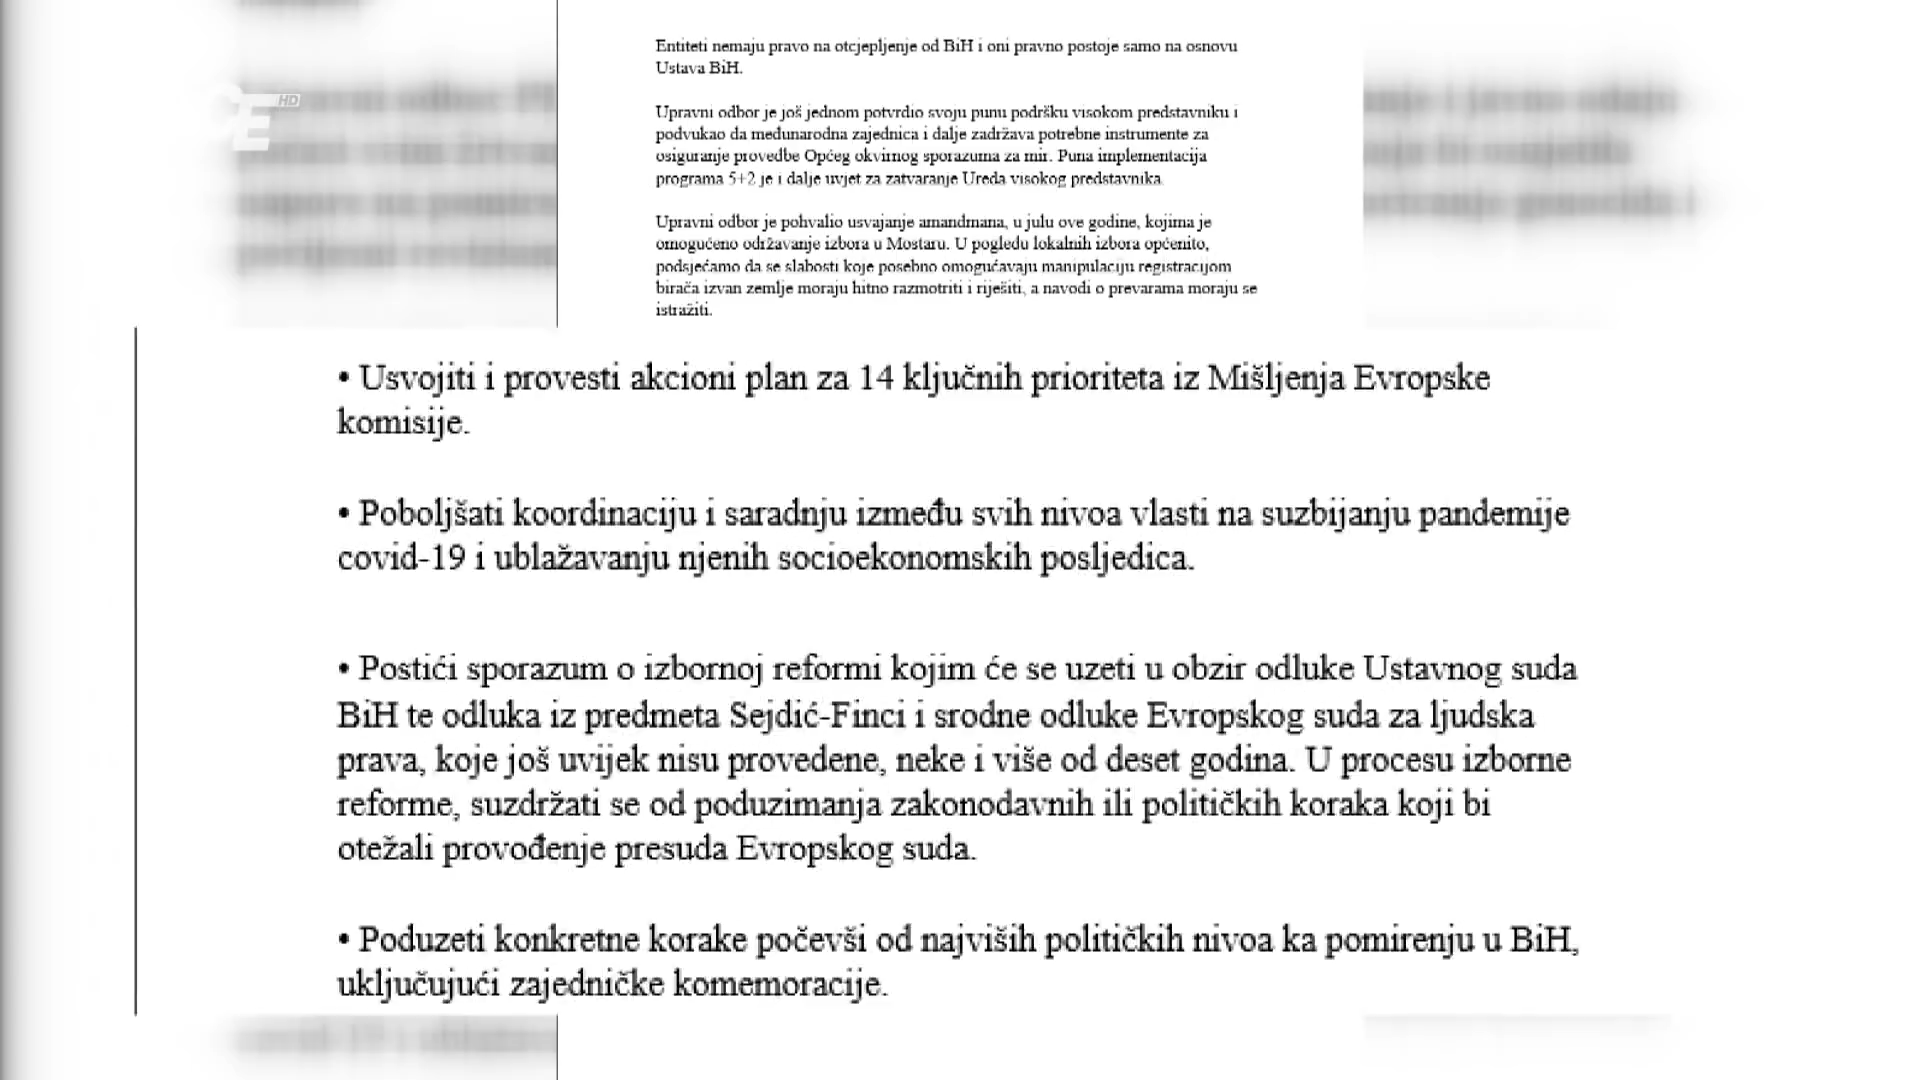 Entiteti nemaju pravo na otcjepljenje od BiH i oni pravno postoje samo na osnovu
Ustava BiH.
Upravni odbor je još jednom potvrdio svoju punu podršku visokom predstavniku i
podvukao da međunarodna zajednica i dalje zadržava potrebne instrumente za
osiguranje provedbe Općeg okvirnog sporazuma za mir. Puna implementacija
programa 5+2 je i dalje uvjet za zatvaranje Ureda visokog predstavnika.
Upravni odbor je pohvalio usvajanje amandmana, u julu ove godine, kojima je
omogućeno održavanje izbora u Mostaru. U pogledu lokalnih izbora općenito,
podsjećamo da se slabosti koje posebno omogućavaju manipulaciju registracijom
birača izvan zemlje moraju hitno razmotriti i riješiti, a navodi o prevarama moraju se
istražiti.
CE HD
• Usvojiti i provesti akcioni plan za 14 ključnih prioriteta iz Mišljenja Evropske
komisije.
• Poboljšati koordinaciju i saradnju između svih nivoa vlasti na suzbijanju pandemije
covid-19 i ublažavanju njenih socioekonomskih posljedica.
• Postići sporazum o izbornoj reformi kojim će se uzeti u obzir odluke Ustavnog suda
BiH te odluka iz predmeta Sejdić-Finci i srodne odluke Evropskog suda za ljudska
prava, koje još uvijek nisu provedene, neke i više od deset godina. U procesu izborne
reforme, suzdržati se od poduzimanja zakonodavnih ili političkih koraka koji bi
otežali provođenje presuda Evropskog suda.
• Poduzeti konkretne korake počevši od najviših političkih nivoa ka pomirenju u BiH,
uključujući zajedničke komemoracije.